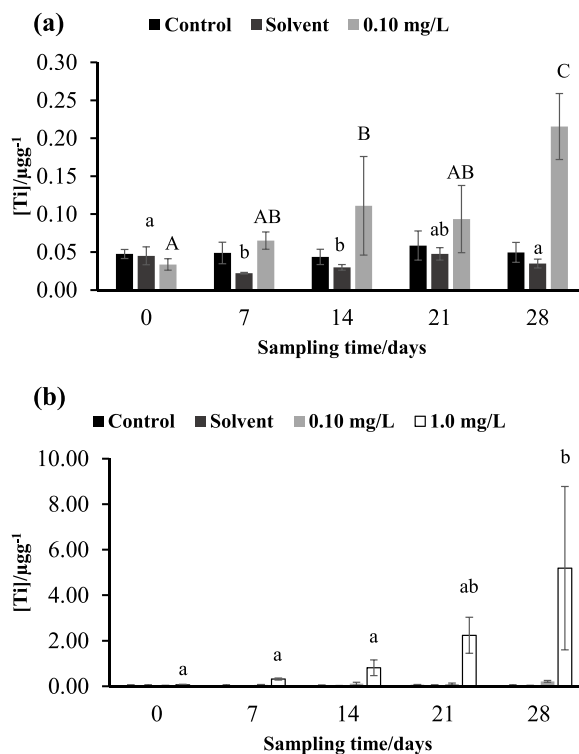 (a)
Control Solvent 0.10 mg/L
[Ti]/µgg⁻¹
0.30
0.25
0.20
0.15
0.10
0.05
0.00
a A
b AB
b B
ab AB
a C
0 7 14 21 28
Sampling time/days
(b)
Control Solvent 0.10 mg/L 1.0 mg/L
[Ti]/µgg⁻¹
10.00
8.00
6.00
4.00
2.00
0.00
a a a ab b
0 7 14 21 28
Sampling time/days